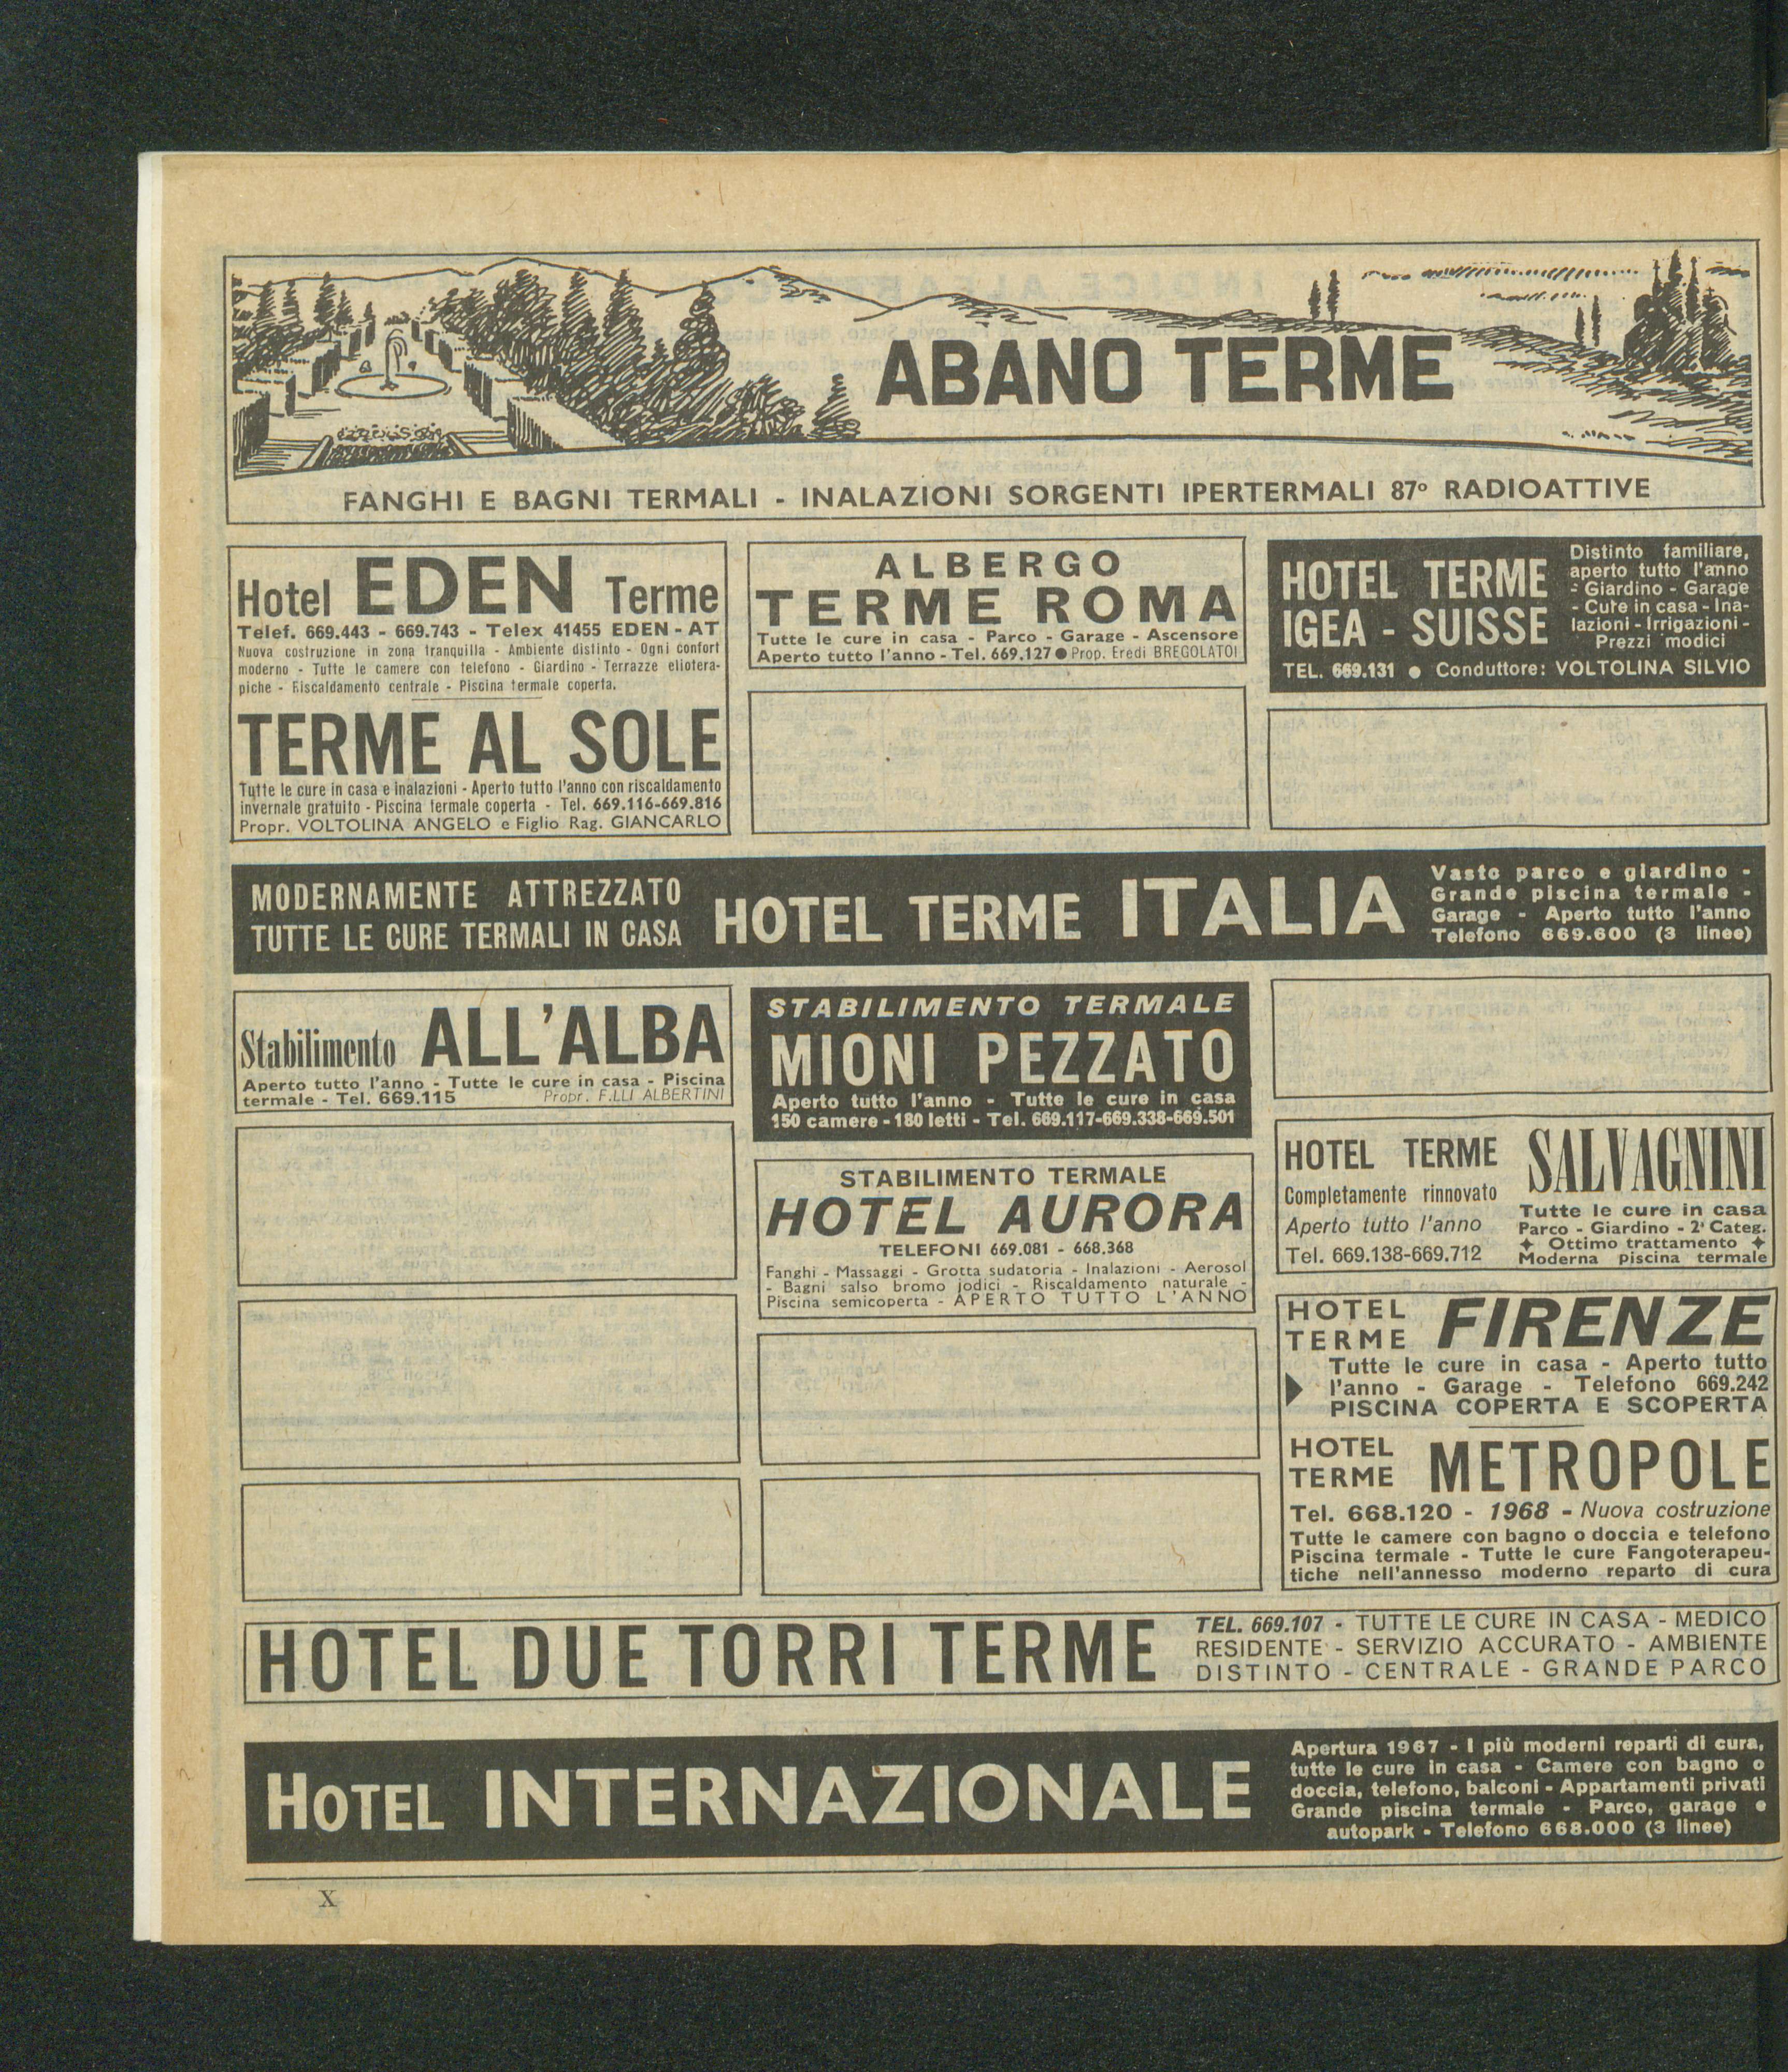 ABANO TERME
FANGHI E BAGNI TERMALI - INALAZIONI SORGENTI IPERTERMALI 87º RADIOATTIVE
Hotel EDEN Terme
Telef. 669.443 - 669.743 - Telex 41455 EDEN - AT
Nuova costruzione in zona tranquilla - Ambiente distinto - Ogni confort
moderno - Tutte le camere con telefono - Giardino - Terrazze eliotera-
piche - Riscaldamento centrale - Piscina termale coperta.
TERME AL SOLE
Tutte le cure in casa e inalazioni - Aperto tutto l'anno con riscaldamento
invernale gratuito - Piscina termale coperta - Tel. 669.116-669.816
Propr. VOLTOLINA ANGELO e Figlio Rag. GIANCARLO
ALBERGO
TERME ROMA
Tutte le cure in casa - Parco - Garage - Ascensore
Aperto tutto l'anno - Tel. 669.127 ● Prop. Eredi BREGOLATO
HOTEL TERME
IGEA - SUISSE
Distinto familiare,
aperto tutto l'anno
- Giardino - Garage
- Cure in casa - Ina-
lazioni - Irrigazioni -
Prezzi modici
TEL. 669.131 ● Conduttore: VOLTOLINA SILVIO
MODERNAMENTE ATTREZZATO
TUTTE LE CURE TERMALI IN CASA
HOTEL TERME ITALIA
Vasto parco e giardino -
Grande piscina termale -
Garage - Aperto tutto l'anno
Telefono 669.600 (3 linee)
Stabilimento ALL'ALBA
Aperto tutto l'anno - Tutte le cure in casa - Piscina
termale - Tel. 669.115 Propr. F.LLI ALBERTINI
STABILIMENTO TERMALE
MIONI PEZZATO
Aperto tutto l'anno - Tutte le cure in casa
150 camere - 180 letti - Tel. 669.117-669.338-669.501
STABILIMENTO TERMALE
HOTEL AURORA
TELEFONI 669.081 - 668.368
Fanghi - Massaggi - Grotta sudatoria - Inalazioni - Aerosol
- Bagni salso bromo jodici - Riscaldamento naturale -
Piscina semicoperta - APERTO TUTTO L'ANNO
HOTEL TERME SALVAGNINI
Completamente rinnovato
Aperto tutto l'anno
Tel. 669.138-669.712
Tutte le cure in casa
Parco - Giardino - 2ª Categ.
✦ Ottimo trattamento ✦
Moderna piscina termale
HOTEL TERME FIRENZE
Tutte le cure in casa - Aperto tutto
l'anno - Garage - Telefono 669.242
PISCINA COPERTA E SCOPERTA
HOTEL TERME METROPOLE
Tel. 668.120 - 1968 - Nuova costruzione
Tutte le camere con bagno o doccia e telefono
Piscina termale - Tutte le cure Fangoterapeu-
tiche nell'annesso moderno reparto di cura
HOTEL DUE TORRI TERME
TEL. 669.107 - TUTTE LE CURE IN CASA - MEDICO
RESIDENTE - SERVIZIO ACCURATO - AMBIENTE
DISTINTO - CENTRALE - GRANDE PARCO
HOTEL INTERNAZIONALE
Apertura 1967 - I più moderni reparti di cura,
tutte le cure in casa - Camere con bagno o
doccia, telefono, balconi - Appartamenti privati
Grande piscina termale - Parco, garage e
autopark - Telefono 668.000 (3 linee)
X